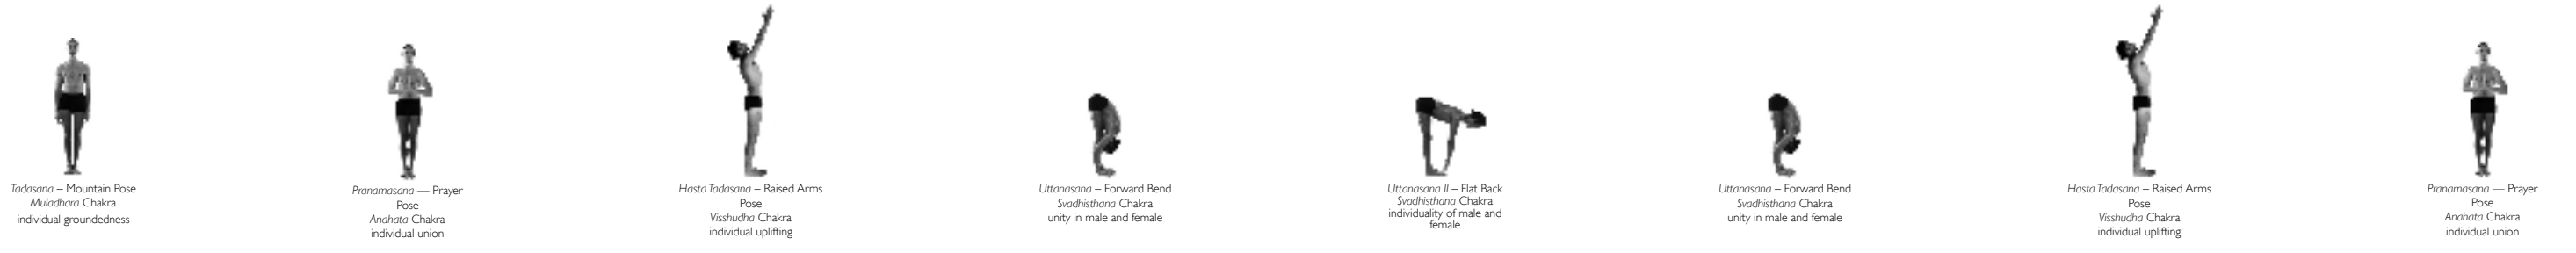 Tadasana – Mountain Pose
Muladhara Chakra
individual groundedness
Pranamasana — Prayer
Pose
Anahata Chakra
individual union
Hasta Tadasana – Raised Arms
Pose
Visshudha Chakra
individual uplifting
Uttanasana – Forward Bend
Svadhisthana Chakra
unity in male and female
Uttanasana II – Flat Back
Svadhisthana Chakra
individuality of male and
female
Uttanasana – Forward Bend
Svadhisthana Chakra
unity in male and female
Hasta Tadasana – Raised Arms
Pose
Visshudha Chakra
individual uplifting
Pranamasana — Prayer
Pose
Anahata Chakra
individual union